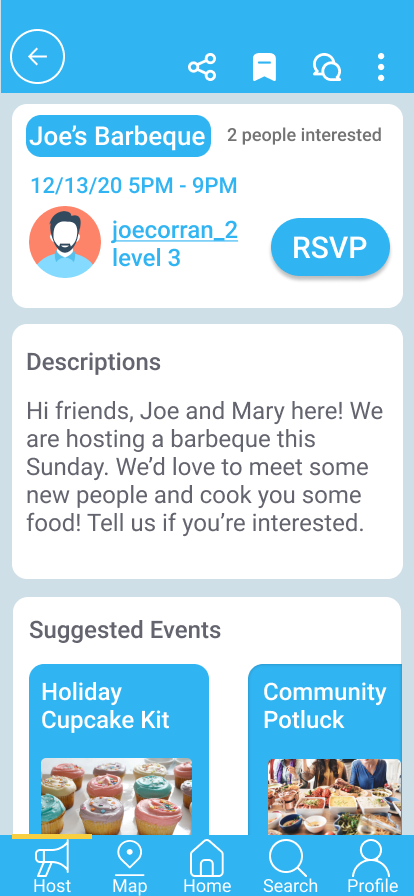 Joe’s Barbeque 2 people interested
12/13/20 5PM - 9PM
joecorran_2
level 3
RSVP
Descriptions
Hi friends, Joe and Mary here! We
are hosting a barbeque this
Sunday. We’d love to meet some
new people and cook you some
food! Tell us if you’re interested.
Suggested Events
Holiday
Cupcake Kit
Community
Potluck
Host Map Home Search Profile